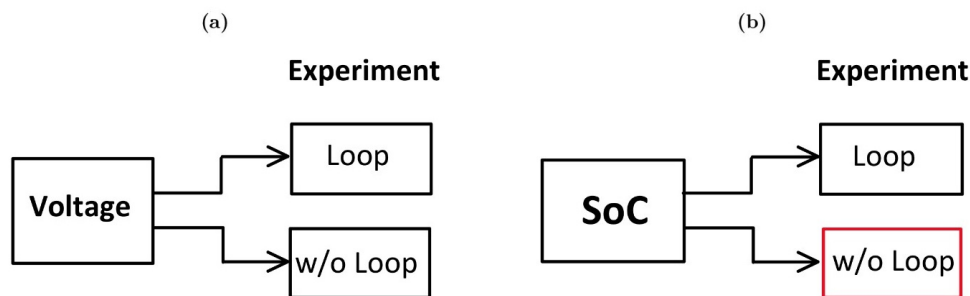 (a)
Experiment
Loop
Voltage
w/o Loop
(b)
Experiment
Loop
SoC
w/o Loop